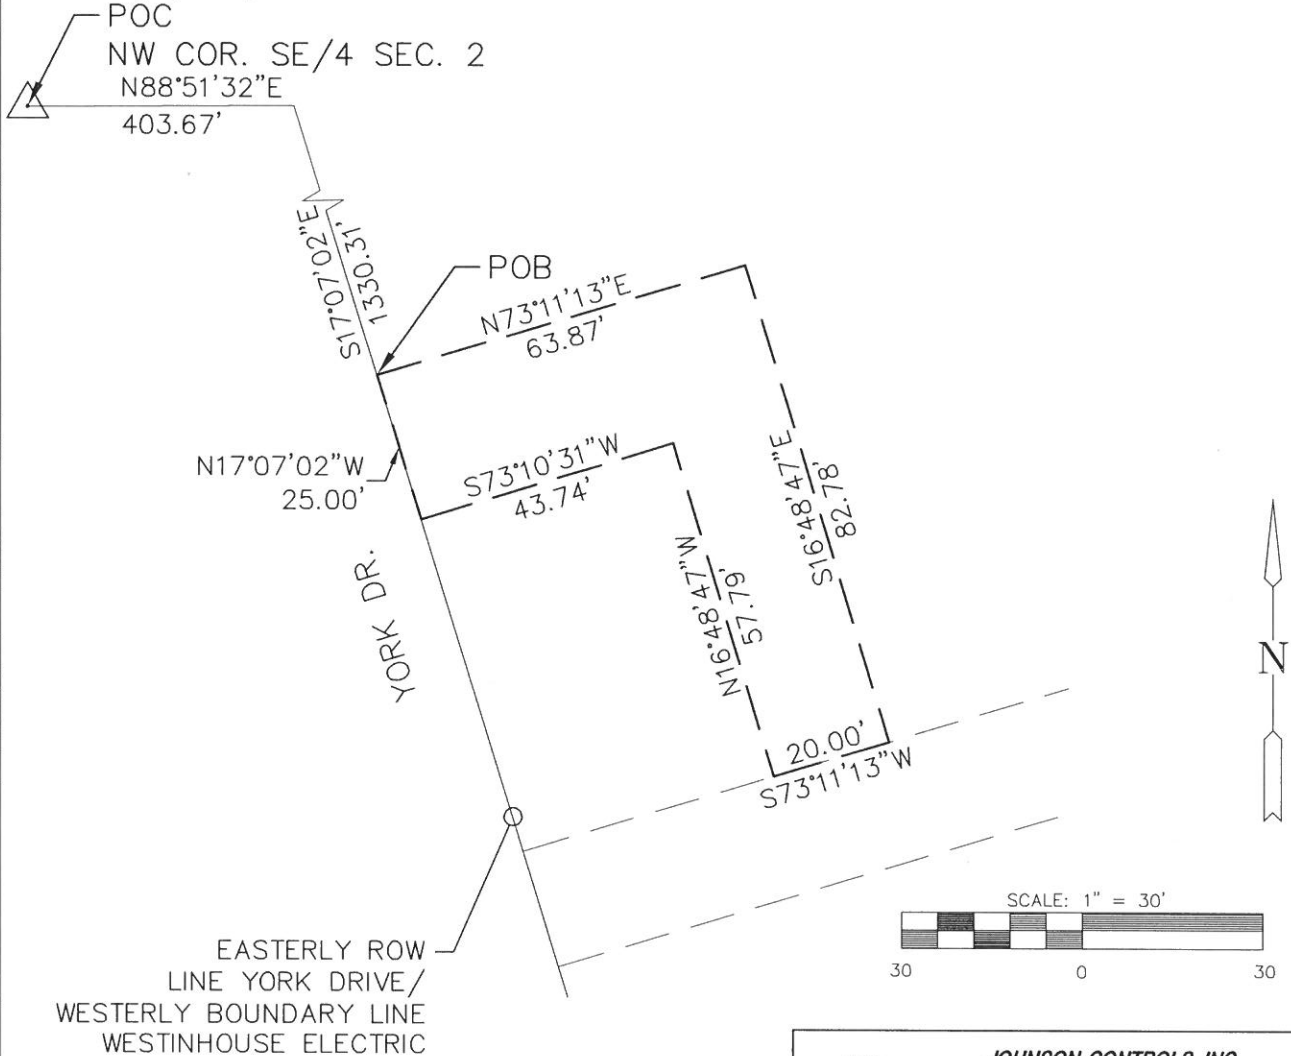 POC
NW COR. SE/4 SEC. 2
N88°51'32"E
403.67'
S17°07'02"E
1330.31'
POB
N73°11'13"E
63.87'
N17°07'02"W
25.00'
S73°10'31"W
43.74'
S16°48'47"E
82.78'
N16°48'47"W
57.79'
YORK DR.
20.00'
S73°11'13"W
N
SCALE: 1" = 30'
30 0 30
EASTERLY ROW
LINE YORK DRIVE/
WESTERLY BOUNDARY LINE
WESTINHOUSE ELECTRIC